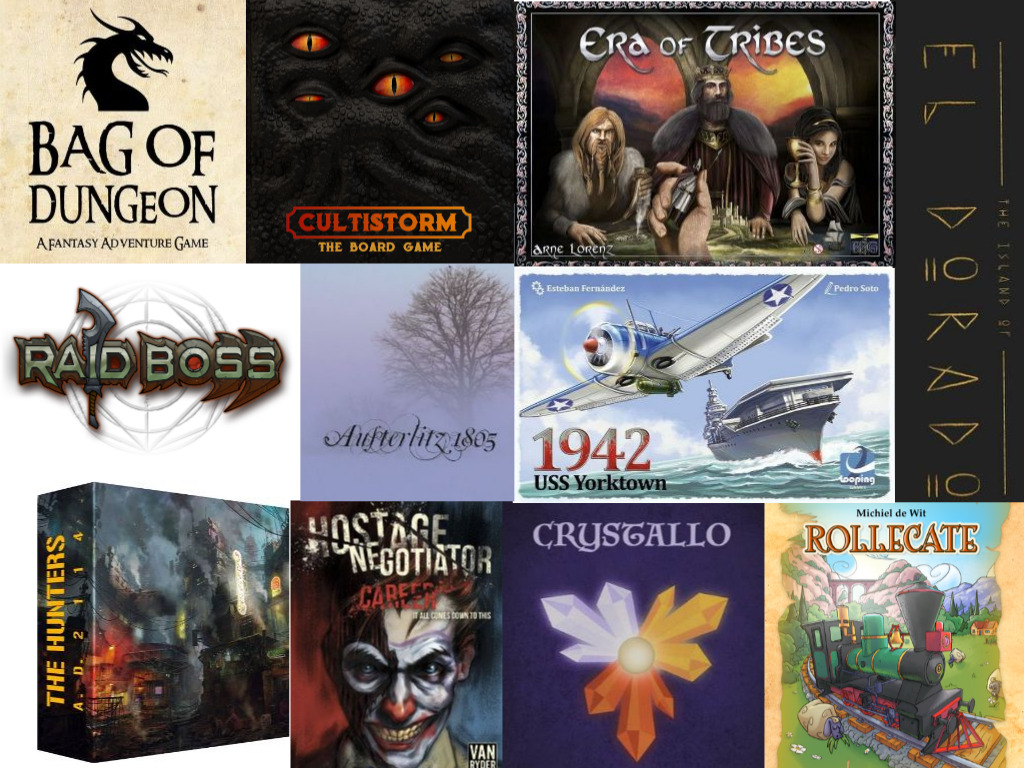 BAG OF
DUNGEON
A FANTASY ADVENTURE GAME
CULTISTORM
THE BOARD GAME
ERA OF TRIBES
ARNE LORENZ
EL DORADO
THE ISLAND OF
RAID BOSS
Austerlitz 1805
Esteban Fernández
Pedro Soto
1942
USS Yorktown
Looping
GAMES
THE HUNTERS
A.D. 2114
HOSTAGE
NEGOTIATOR
CAREER
IT ALL COMES DOWN TO THIS
VAN
RYDER
CRYSTALLO
Michiel de Wit
ROLLECATE